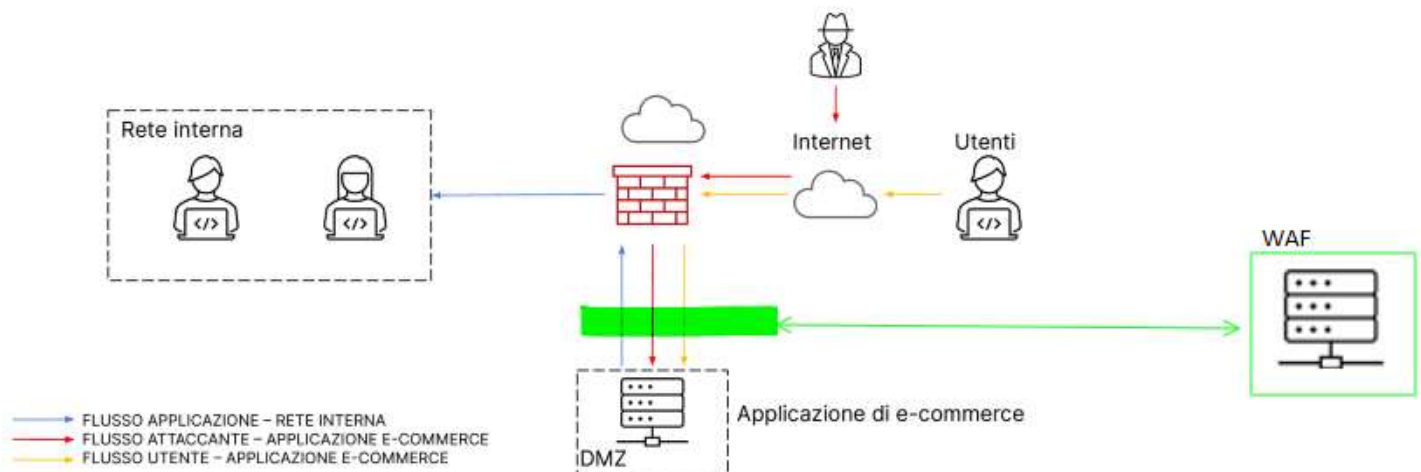 Rete interna
Internet
Utenti
</>
</>
</>
WAF
Applicazione di e-commerce
DMZ
FLUSSO APPLICAZIONE – RETE INTERNA
FLUSSO ATTACCANTE – APPLICAZIONE E-COMMERCE
FLUSSO UTENTE – APPLICAZIONE E-COMMERCE